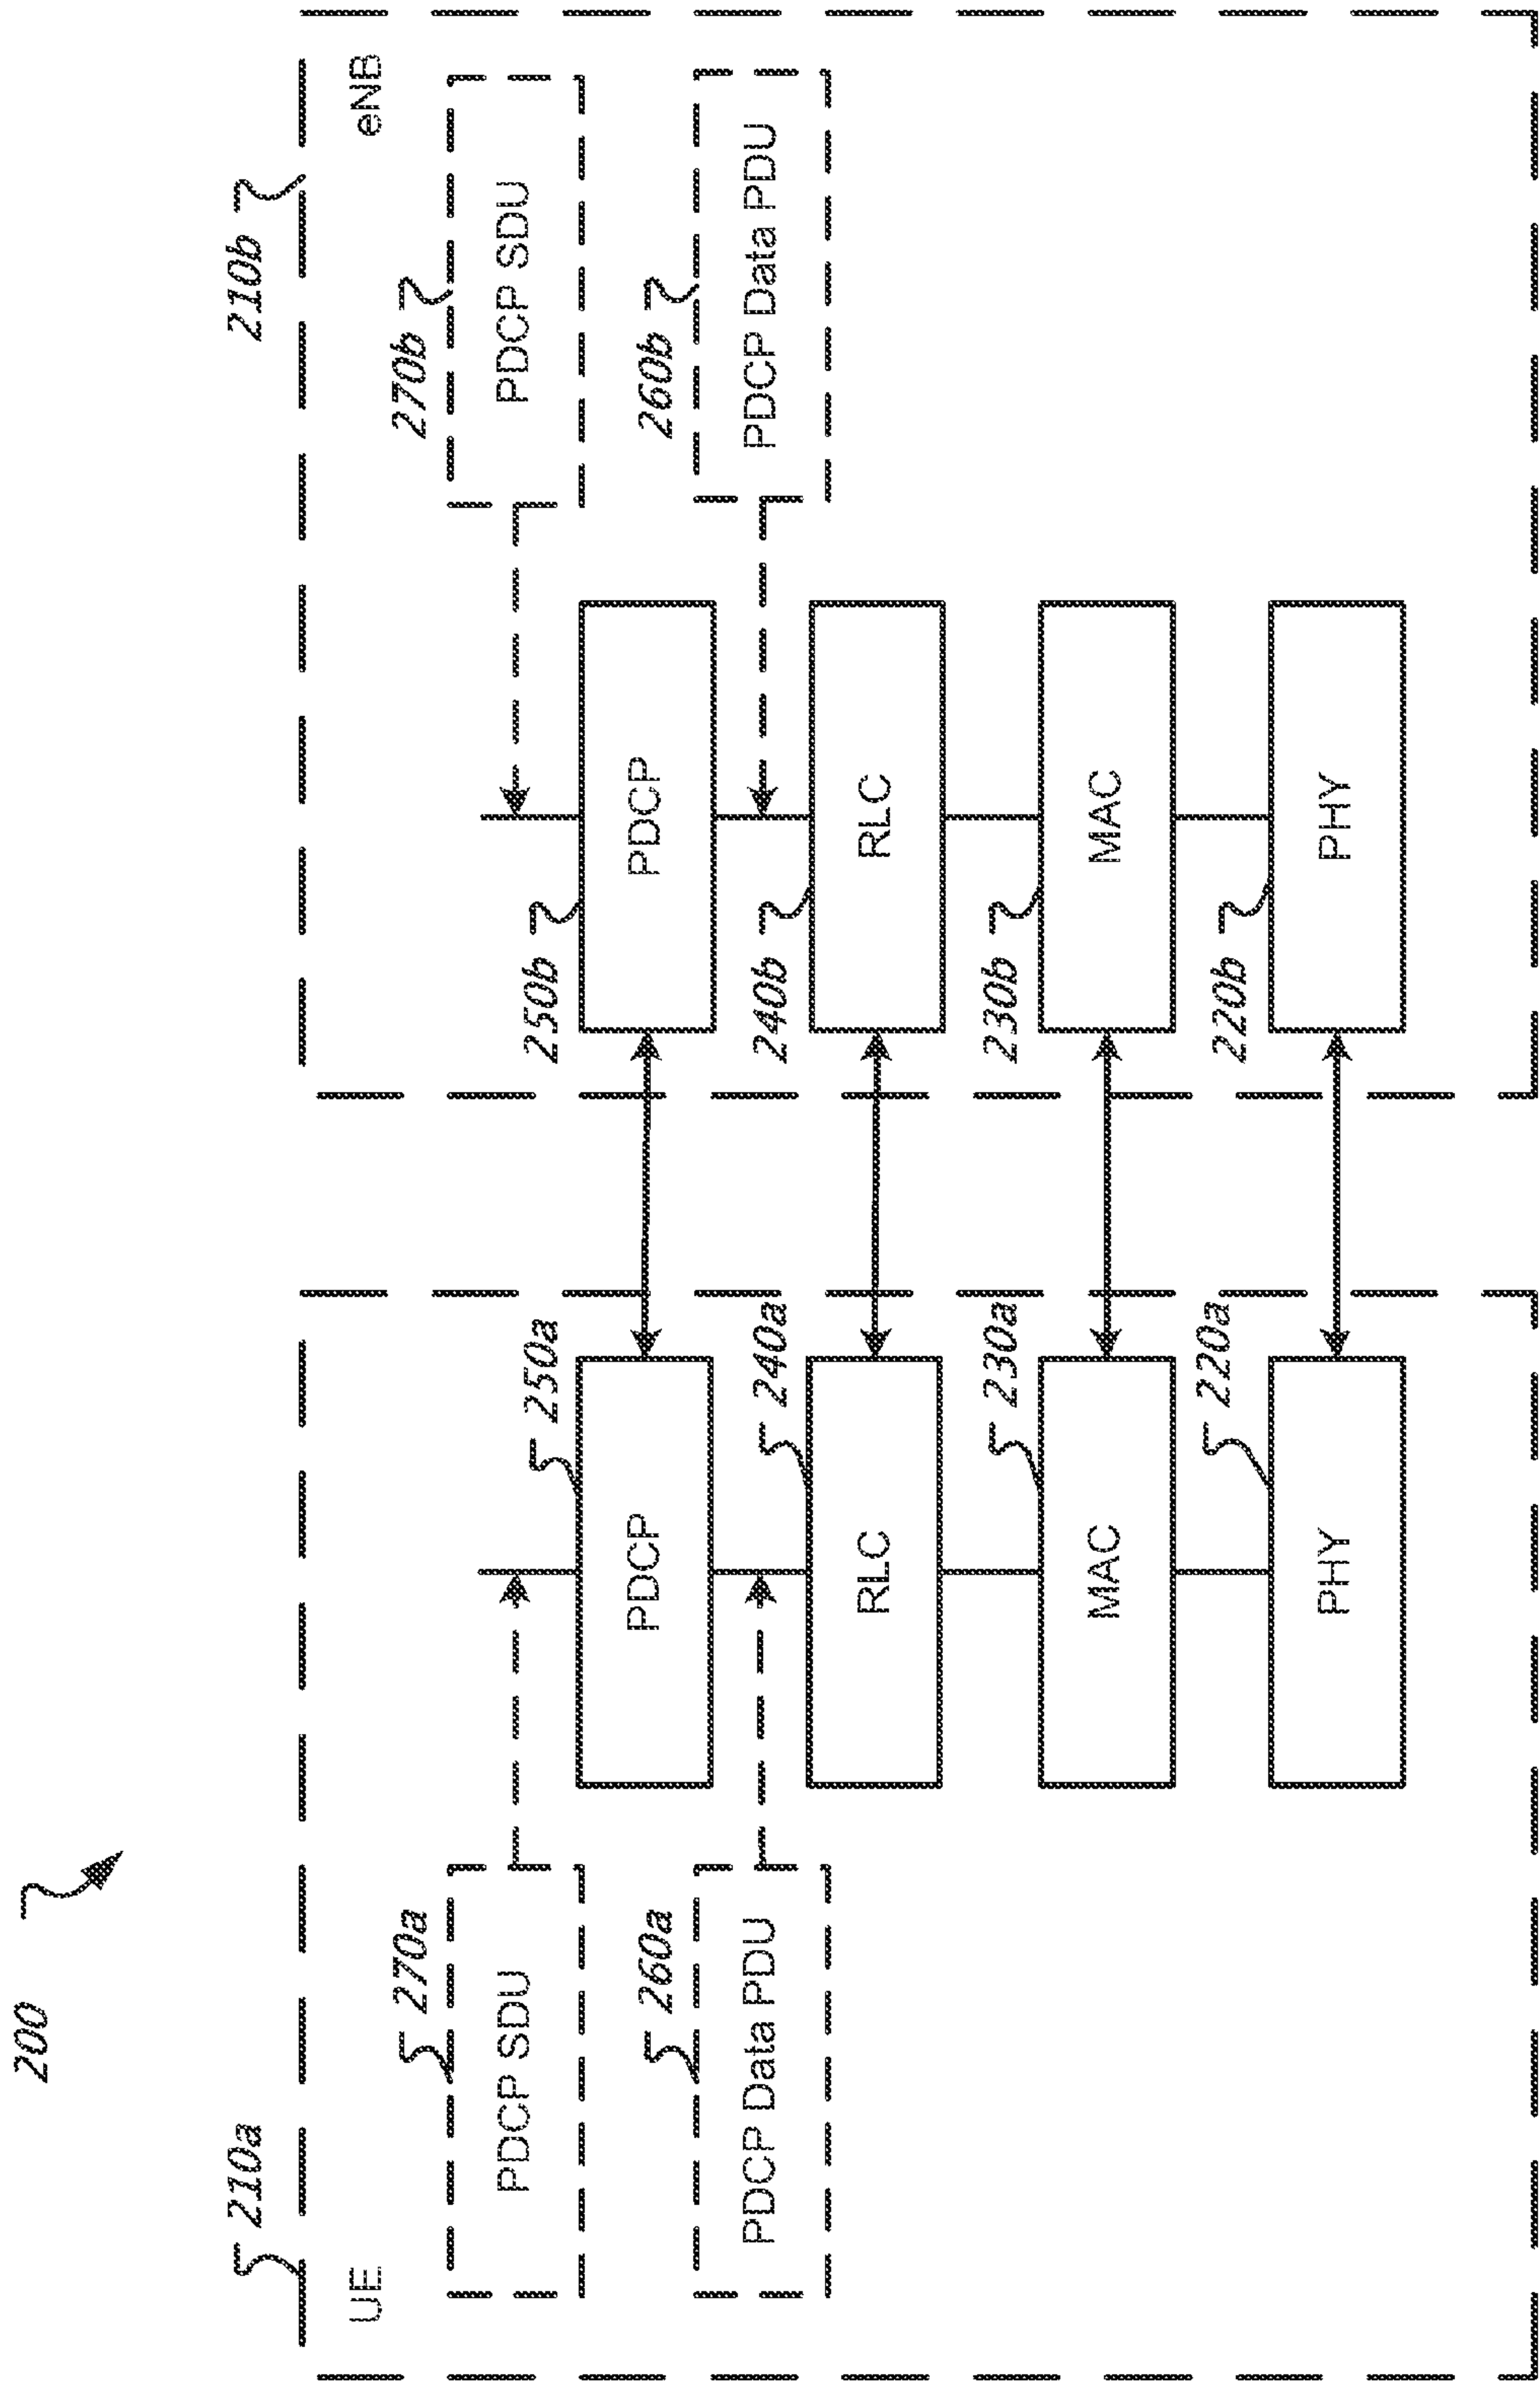 200
210a
210b
UE
eNB
270a
270b
PDCP SDU
PDCP SDU
250a
250b
PDCP
PDCP
260a
260b
PDCP Data PDU
PDCP Data PDU
240a
240b
RLC
RLC
230a
230b
MAC
MAC
220a
220b
PHY
PHY